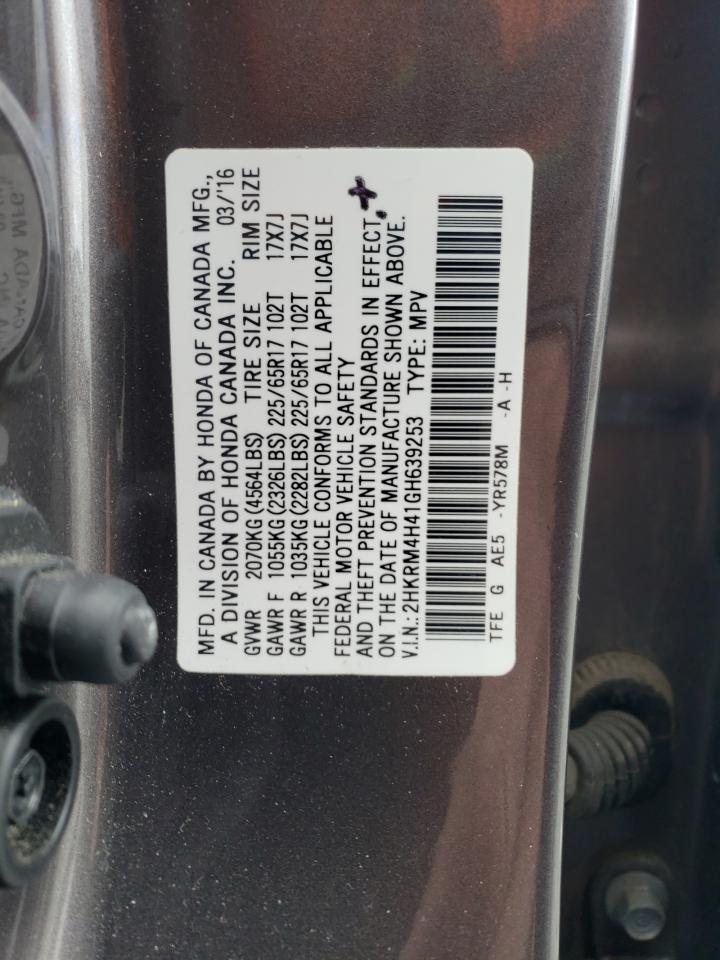 MFD. IN CANADA BY HONDA OF CANADA MFG.,
A DIVISION OF HONDA CANADA INC. 03/'16
GVWR 2070KG(4564LBS) TIRE SIZE RIM SIZE
GAWR F 1055KG(2326LBS) 225/65R17 102T 17X7J
GAWR R 1035KG(2282LBS) 225/65R17 102T 17X7J
THIS VEHICLE CONFORMS TO ALL APPLICABLE
FEDERAL MOTOR VEHICLE SAFETY
AND THEFT PREVENTION STANDARDS IN EFFECT
ON THE DATE OF MANUFACTURE SHOWN ABOVE.
V.I.N.:2HKRM4H41GH639253 TYPE: MPV
TFE G AE5 -YR578M -A -H